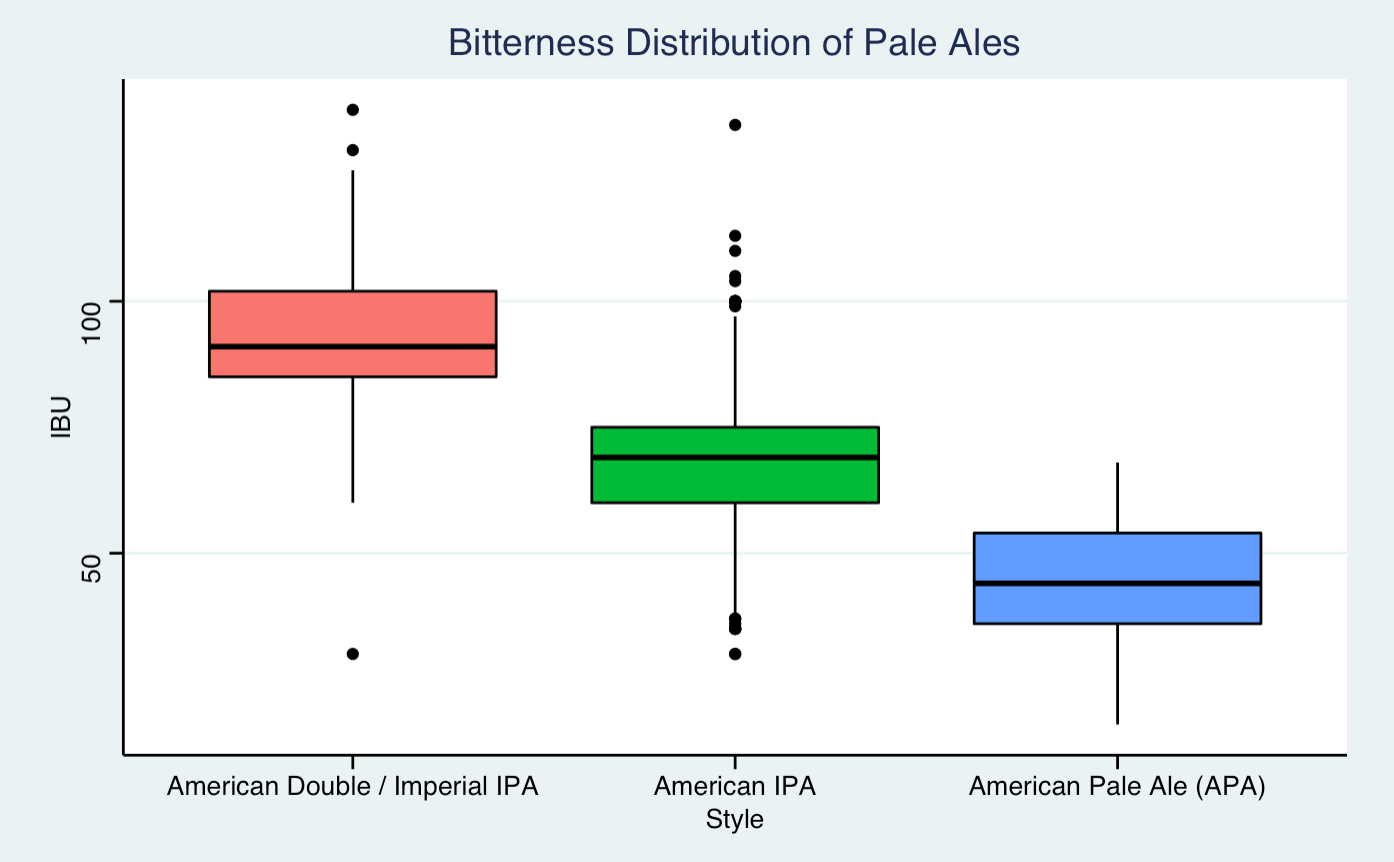 Bitterness Distribution of Pale Ales
100
50
IBU
American Double / Imperial IPA
American IPA
American Pale Ale (APA)
Style